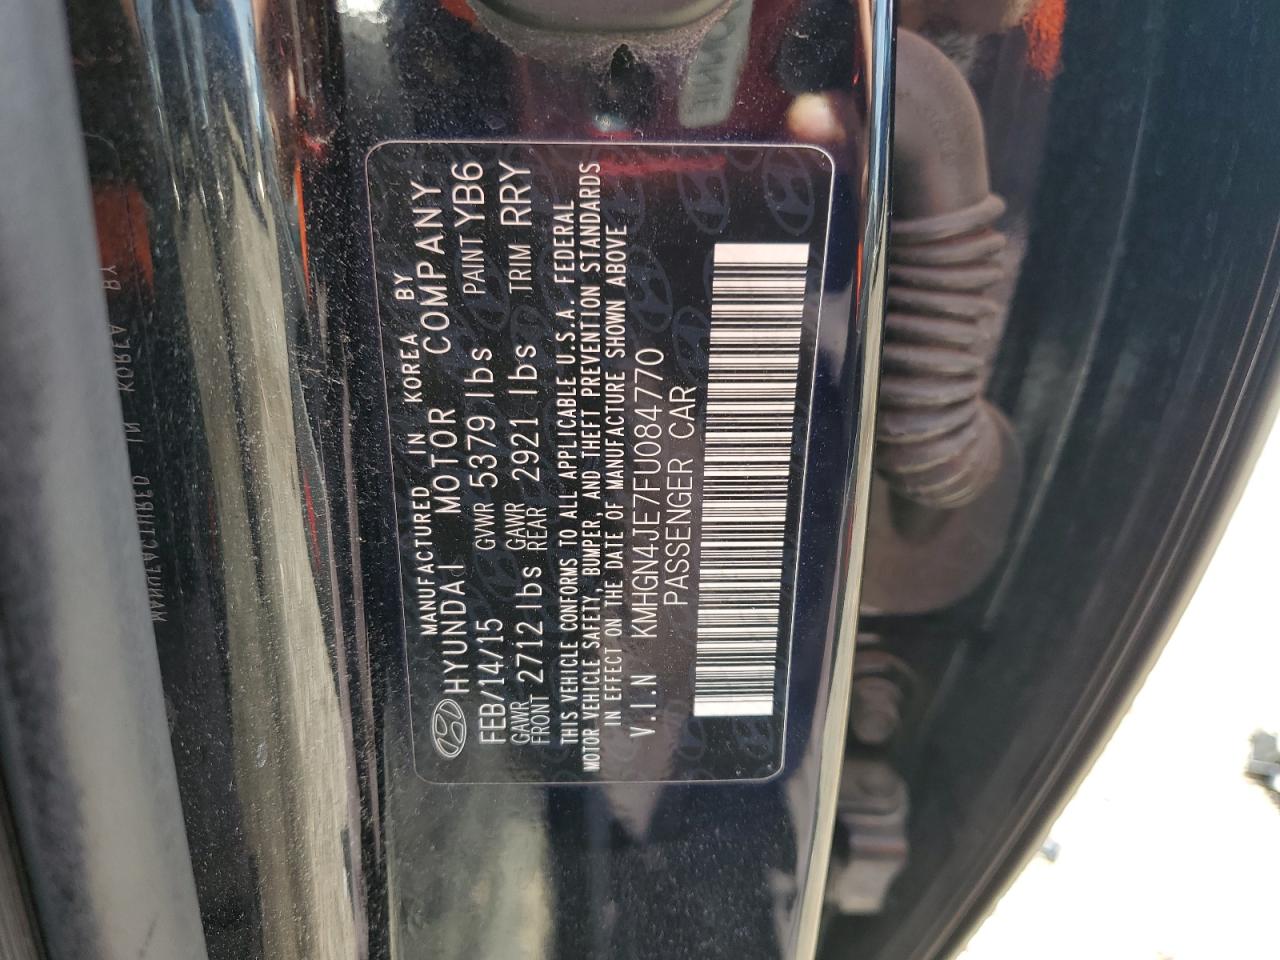 MANUFACTURED IN KOREA BY
HYUNDAI MOTOR COMPANY
FEB/14/15 GVWR 5379 lbs PAINT YB6
GAWR FRONT 2712 lbs GAWR REAR 2921 lbs TRIM RRY
THIS VEHICLE CONFORMS TO ALL APPLICABLE U.S.A. FEDERAL
MOTOR VEHICLE SAFETY, BUMPER, AND THEFT PREVENTION STANDARDS
IN EFFECT ON THE DATE OF MANUFACTURE SHOWN ABOVE
V.I.N KMHGN4JE7FU084770
PASSENGER CAR